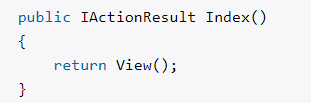 public IActionResult Index()
{
    return View();
}